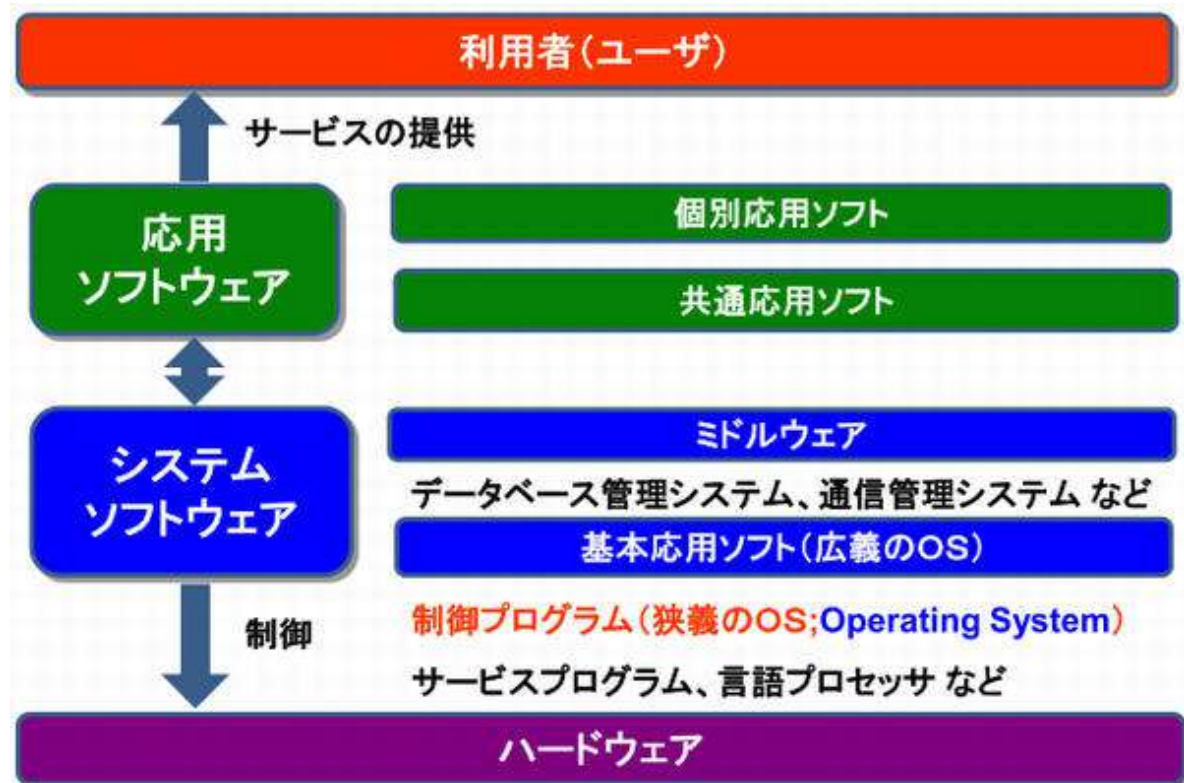 利用者(ユーザ)
サービスの提供
応用
ソフトウェア
個別応用ソフト
共通応用ソフト
システム
ソフトウェア
ミドルウェア
データベース管理システム、通信管理システム など
基本応用ソフト(広義のOS)
制御
制御プログラム(狭義のOS;Operating System)
サービスプログラム、言語プロセッサ など
ハードウェア